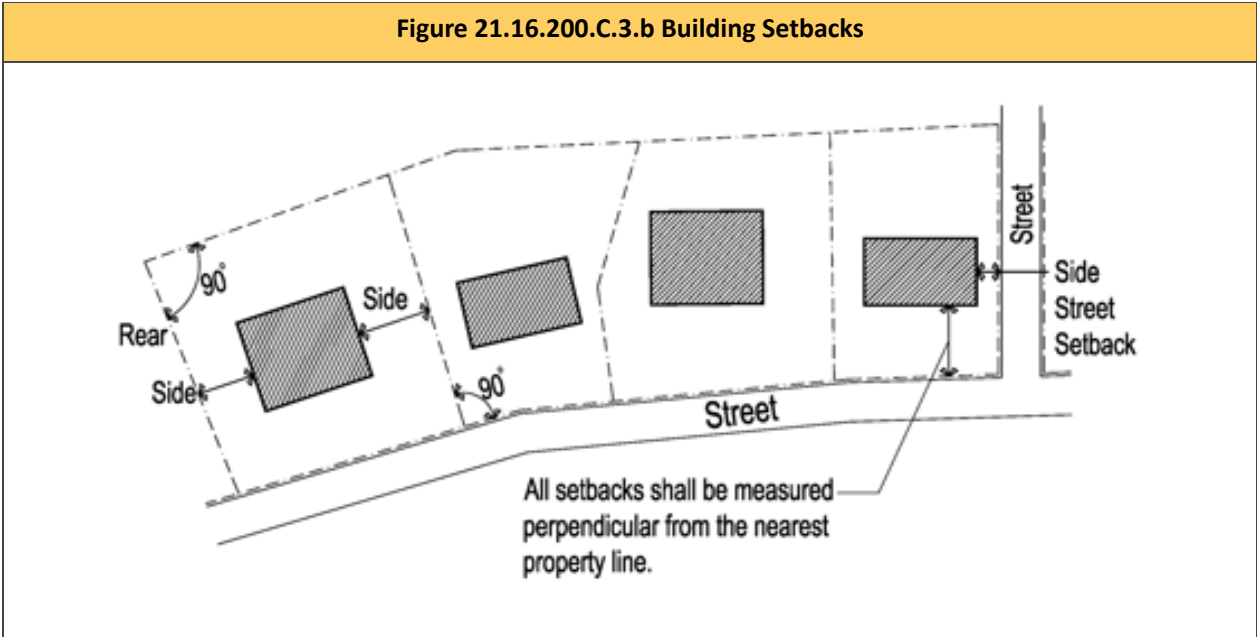 Figure 21.16.200.C.3.b Building Setbacks
Street
90°
Side
Side
Street
Setback
Rear
Side
90°
Street
All setbacks shall be measured
perpendicular from the nearest
property line.